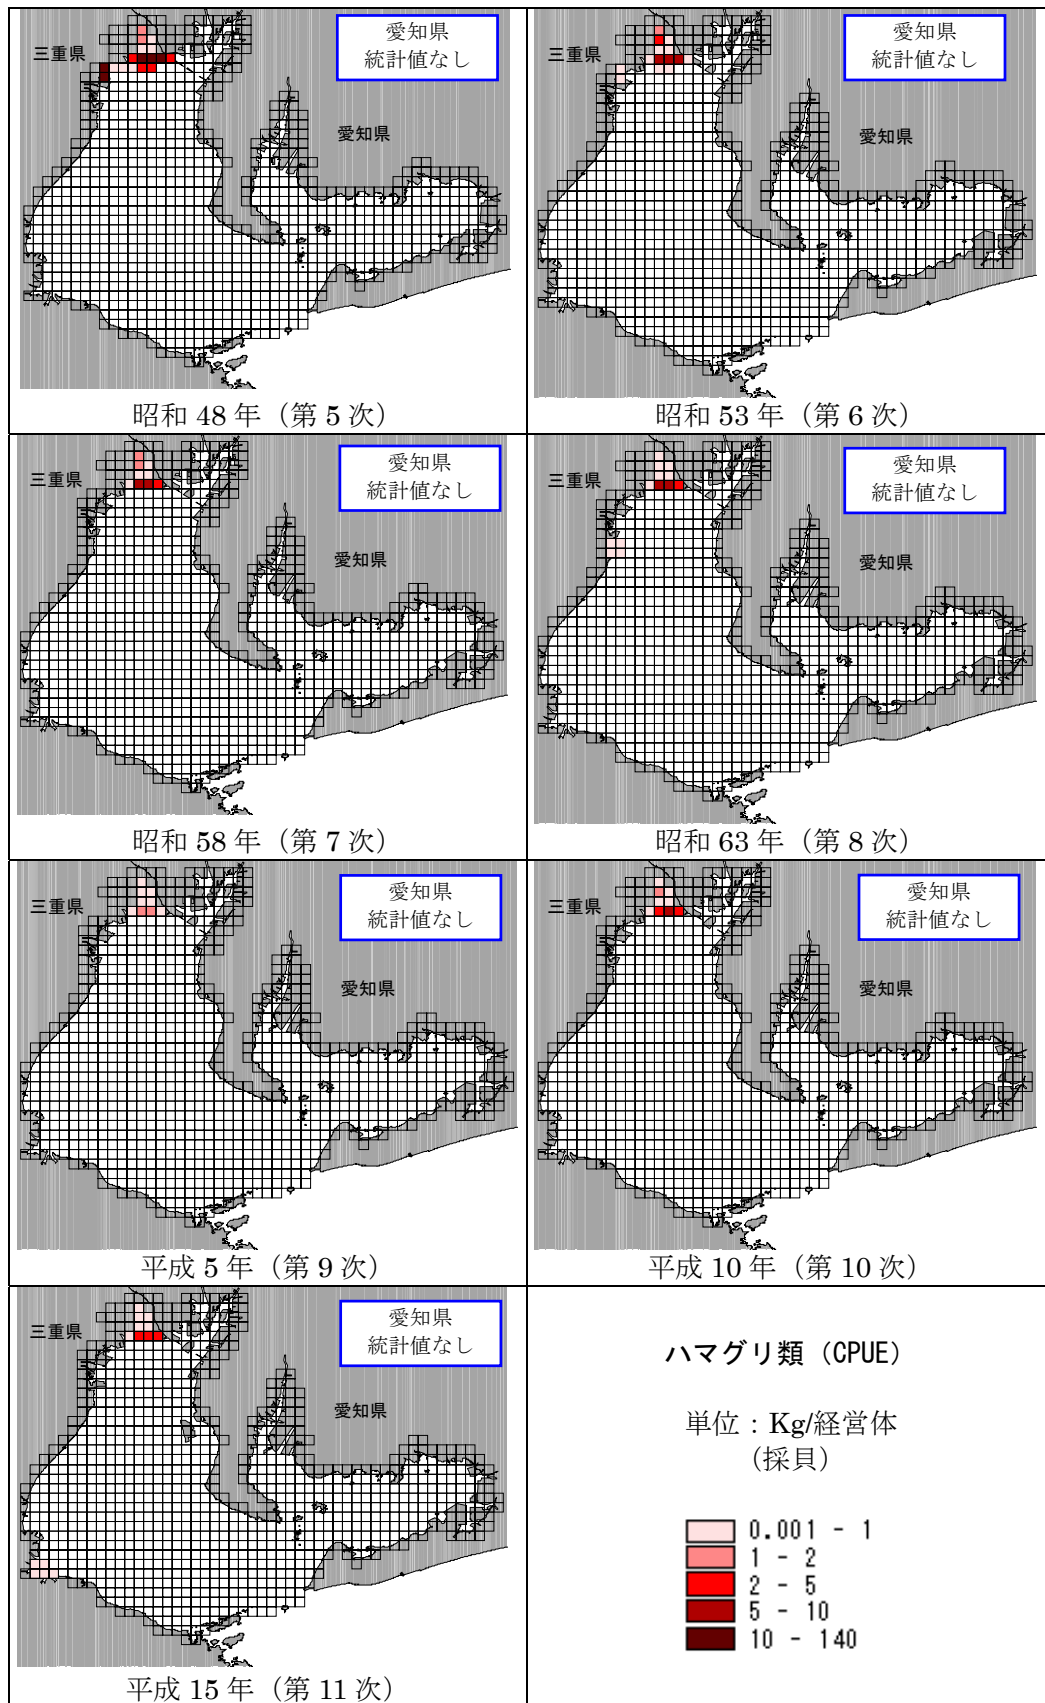 三重県
愛知県
統計値なし
愛知県
昭和 48 年（第 5 次）
三重県
愛知県
統計値なし
愛知県
昭和 53 年（第 6 次）
三重県
愛知県
統計値なし
愛知県
昭和 58 年（第 7 次）
三重県
愛知県
統計値なし
愛知県
昭和 63 年（第 8 次）
三重県
愛知県
統計値なし
愛知県
平成 5 年（第 9 次）
三重県
愛知県
統計値なし
愛知県
平成 10 年（第 10 次）
三重県
愛知県
統計値なし
愛知県
平成 15 年（第 11 次）
ハマグリ類（CPUE）
単位：Kg/経営体
（採貝）
0.001 - 1
1 - 2
2 - 5
5 - 10
10 - 140